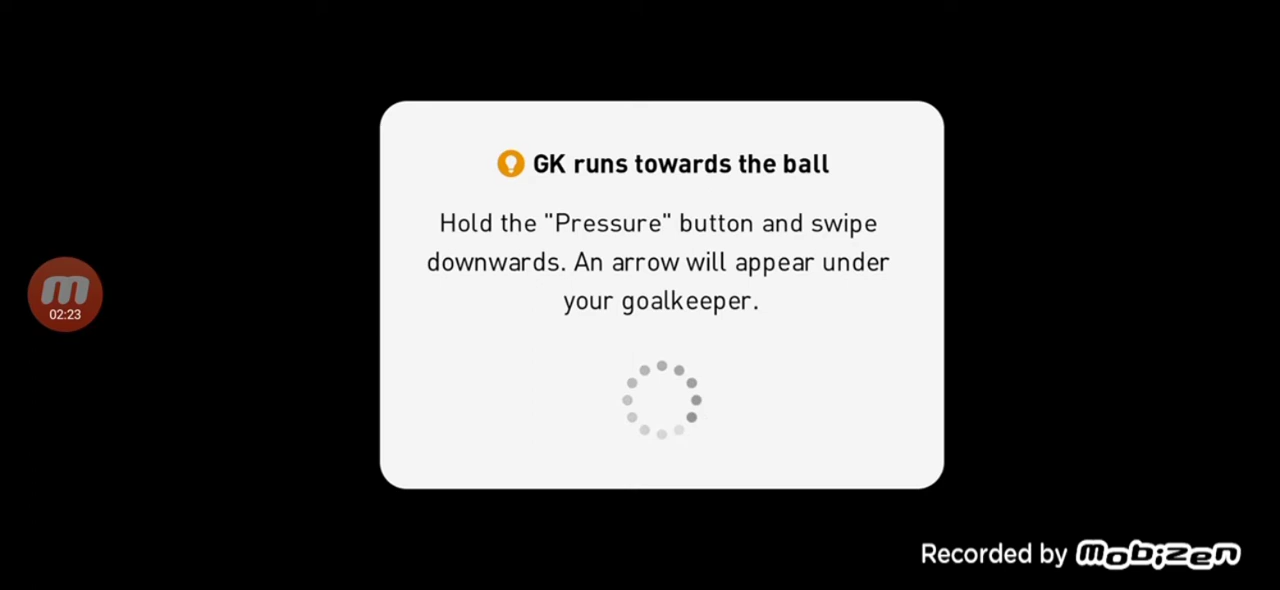 GK runs towards the ball
Hold the "Pressure" button and swipe
downwards. An arrow will appear under
your goalkeeper.
m
02:23
Recorded by mobizen